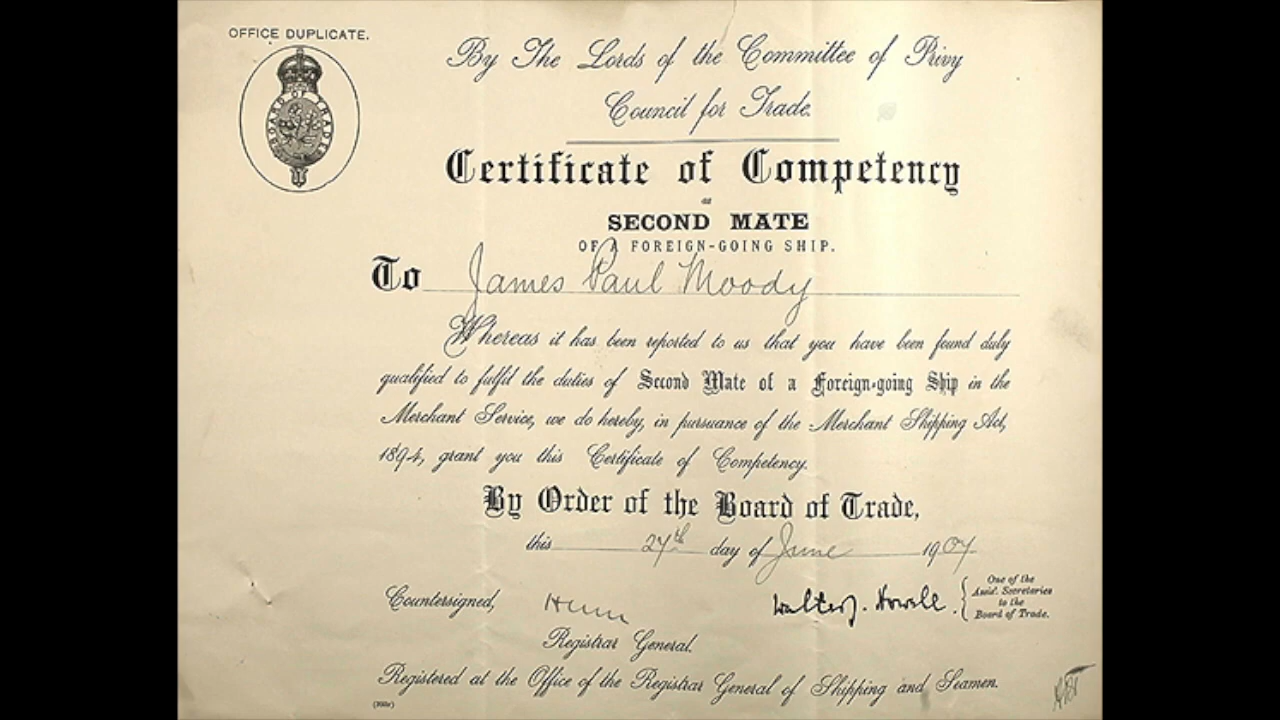 OFFICE DUPLICATE.
BOARD OF TRADE
By The Lords of the Committee of Privy
Council for Trade.
Certificate of Competency
as
SECOND MATE
OF A FOREIGN-GOING SHIP.
To James Paul Moody
Whereas it has been reported to us that you have been found duly
qualified to fulfil the duties of Second Mate of a Foreign-going Ship in the
Merchant Service, we do hereby, in pursuance of the Merchant Shipping Act,
1894, grant you this Certificate of Competency.
By Order of the Board of Trade,
this 27th day of June 1907
Countersigned,
Walter J. Howell.
One of the
Assist. Secretaries
to the
Board of Trade.
Registrar General.
Registered at the Office of the Registrar General of Shipping and Seamen.